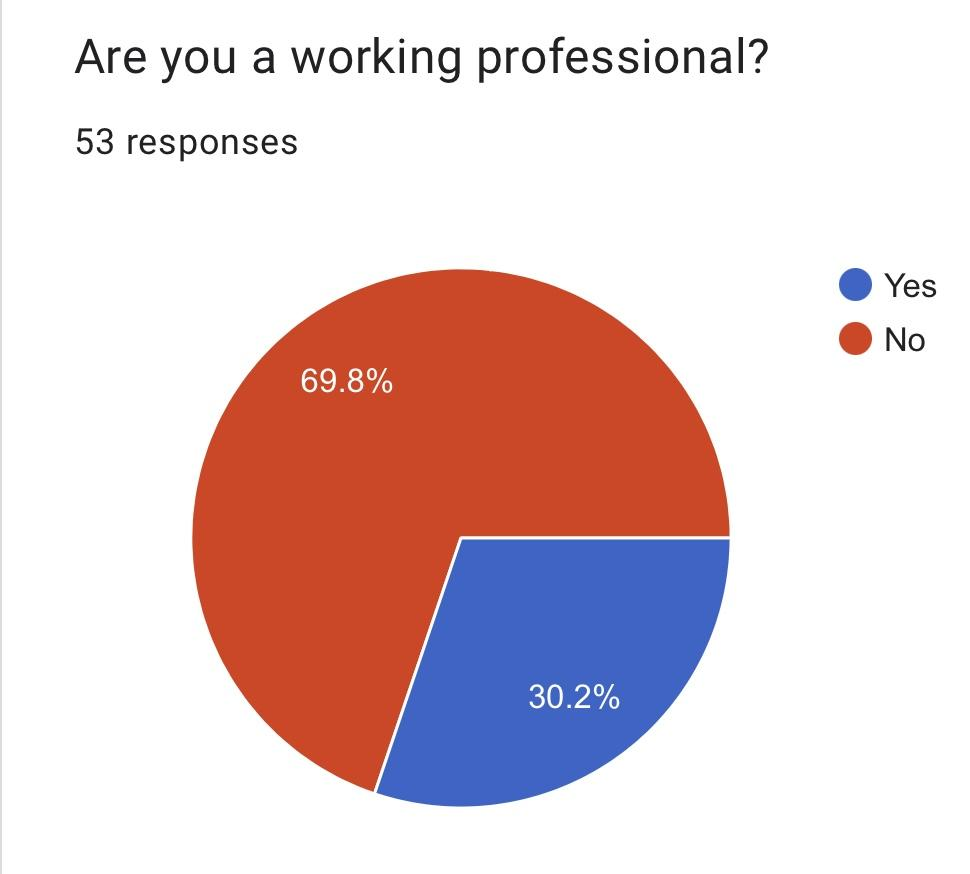 Are you a working professional?
53 responses
Yes
No
69.8%
30.2%